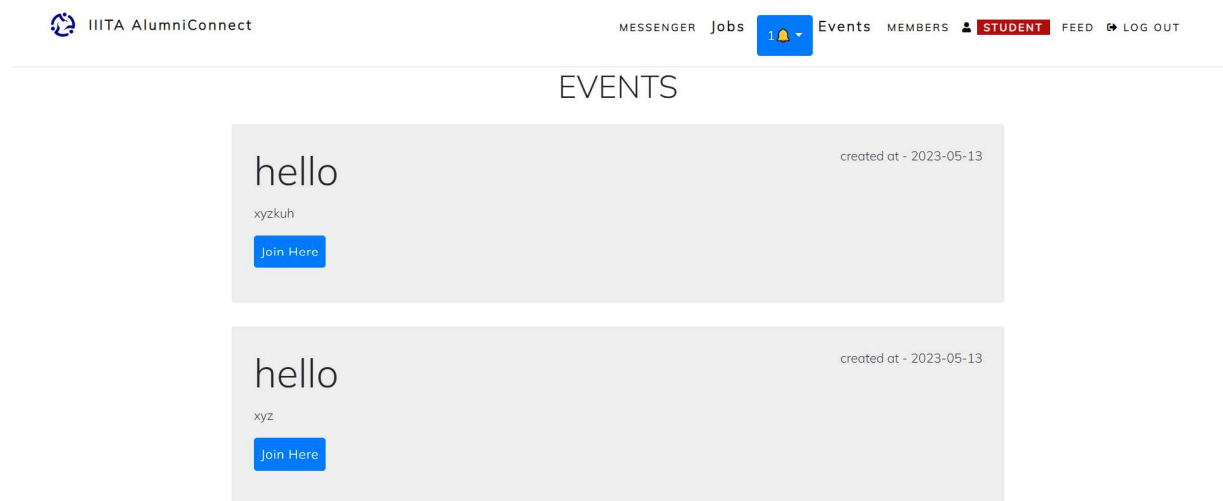 IIITA AlumniConnect
MESSENGER Jobs 1 Events MEMBERS STUDENT FEED LOG OUT
EVENTS
hello
created at - 2023-05-13
xyzkuh
Join Here
hello
created at - 2023-05-13
xyz
Join Here